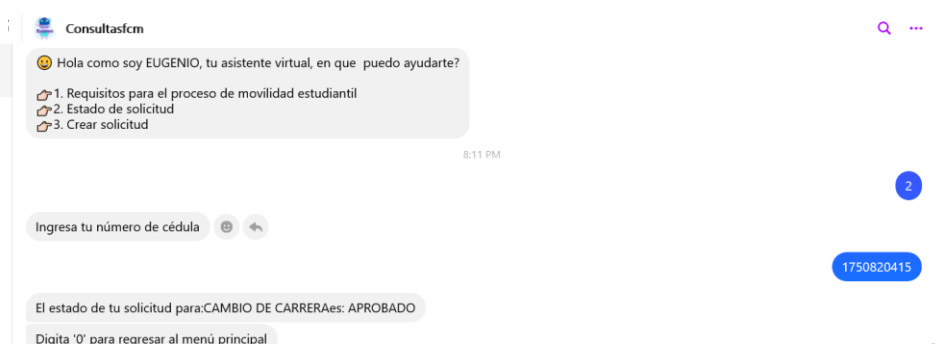 Consultasfcm
Hola como soy EUGENIO, tu asistente virtual, en que puedo ayudarte?
1. Requisitos para el proceso de movilidad estudiantil
2. Estado de solicitud
3. Crear solicitud
8:11 PM
2
Ingresa tu número de cédula
1750820415
El estado de tu solicitud para:CAMBIO DE CARRERAes: APROBADO
Digita '0' para regresar al menú principal